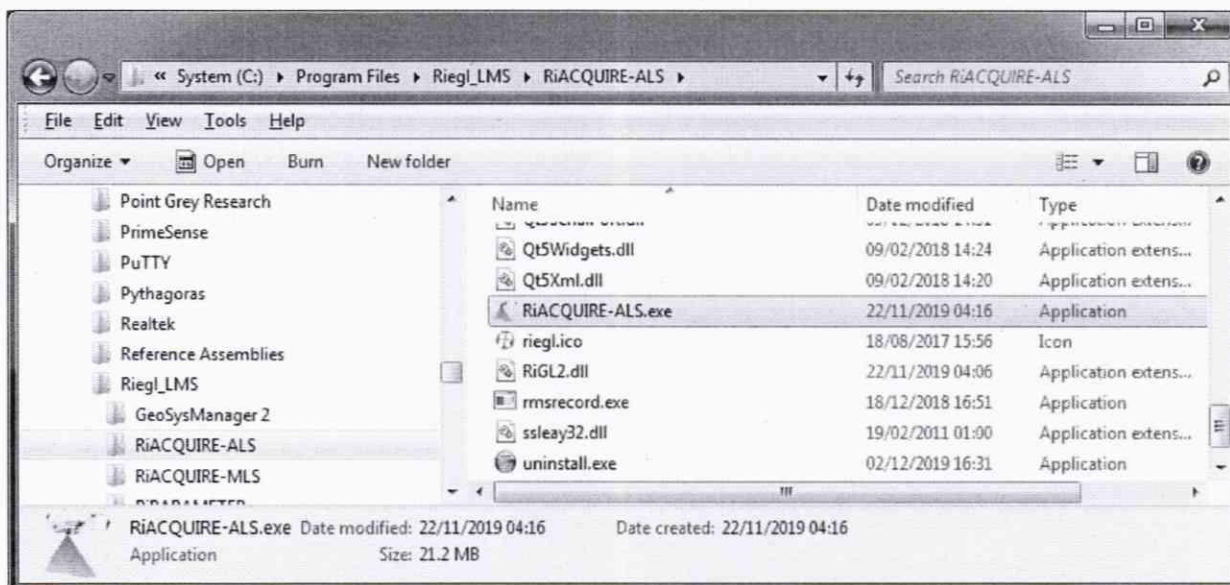 « System (C:) ▸ Program Files ▸ Riegl_LMS ▸ RiACQUIRE-ALS ▸
Search RiACQUIRE-ALS
File Edit View Tools Help
Organize ▾ Open Burn New folder
Point Grey Research
PrimeSense
PuTTY
Pythagoras
Realtek
Reference Assemblies
Riegl_LMS
GeoSysManager 2
RiACQUIRE-ALS
RiACQUIRE-MLS
Name Date modified Type
Qt5Widgets.dll 09/02/2018 14:24 Application extens...
Qt5Xml.dll 09/02/2018 14:20 Application extens...
RiACQUIRE-ALS.exe 22/11/2019 04:16 Application
riegl.ico 18/08/2017 15:56 Icon
RiGL2.dll 22/11/2019 04:06 Application extens...
rmsrecord.exe 18/12/2018 16:51 Application
ssleay32.dll 19/02/2011 01:00 Application extens...
uninstall.exe 02/12/2019 16:31 Application
RiACQUIRE-ALS.exe Date modified: 22/11/2019 04:16 Date created: 22/11/2019 04:16
Application Size: 21.2 MB